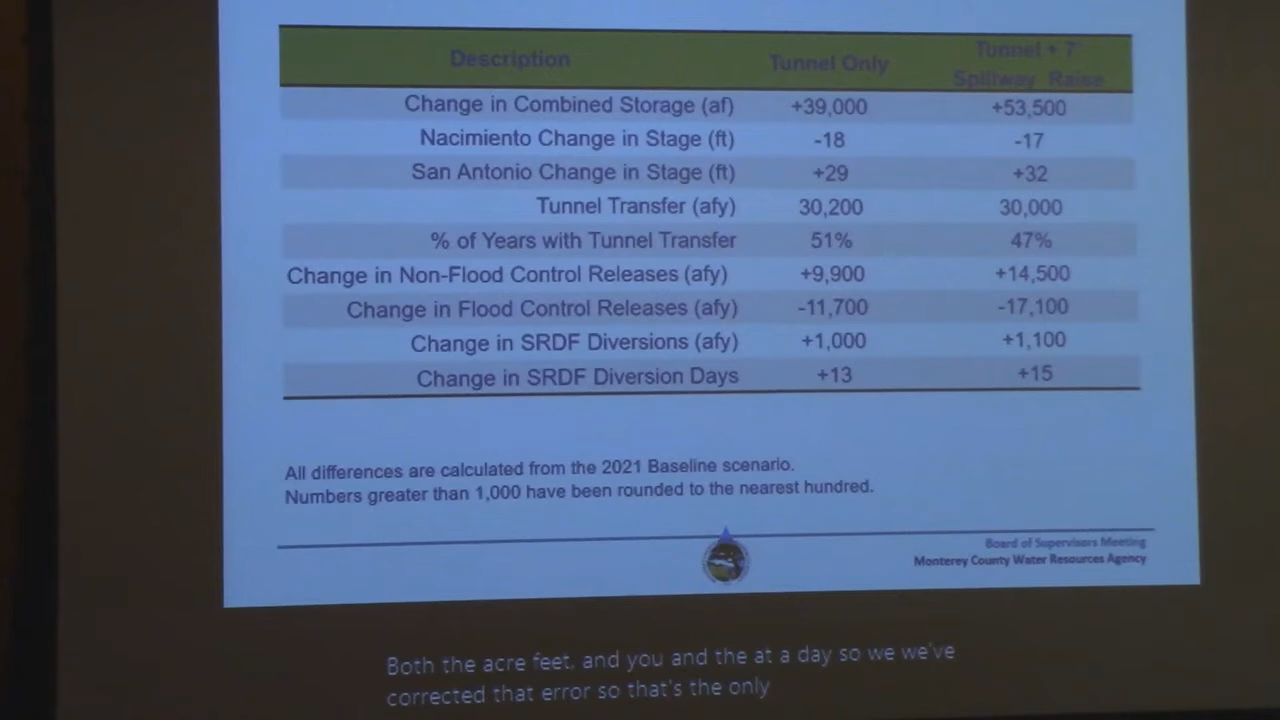 Description Tunnel Only Tunnel + 7'
Spillway Raise
Change in Combined Storage (af) +39,000 +53,500
Nacimiento Change in Stage (ft) -18 -17
San Antonio Change in Stage (ft) +29 +32
Tunnel Transfer (afy) 30,200 30,000
% of Years with Tunnel Transfer 51% 47%
Change in Non-Flood Control Releases (afy) +9,900 +14,500
Change in Flood Control Releases (afy) -11,700 -17,100
Change in SRDF Diversions (afy) +1,000 +1,100
Change in SRDF Diversion Days +13 +15
All differences are calculated from the 2021 Baseline scenario.
Numbers greater than 1,000 have been rounded to the nearest hundred.
Board of Supervisors Meeting
Monterey County Water Resources Agency
Both the acre feet, and you and the at a day so we we've
corrected that error so that's the only